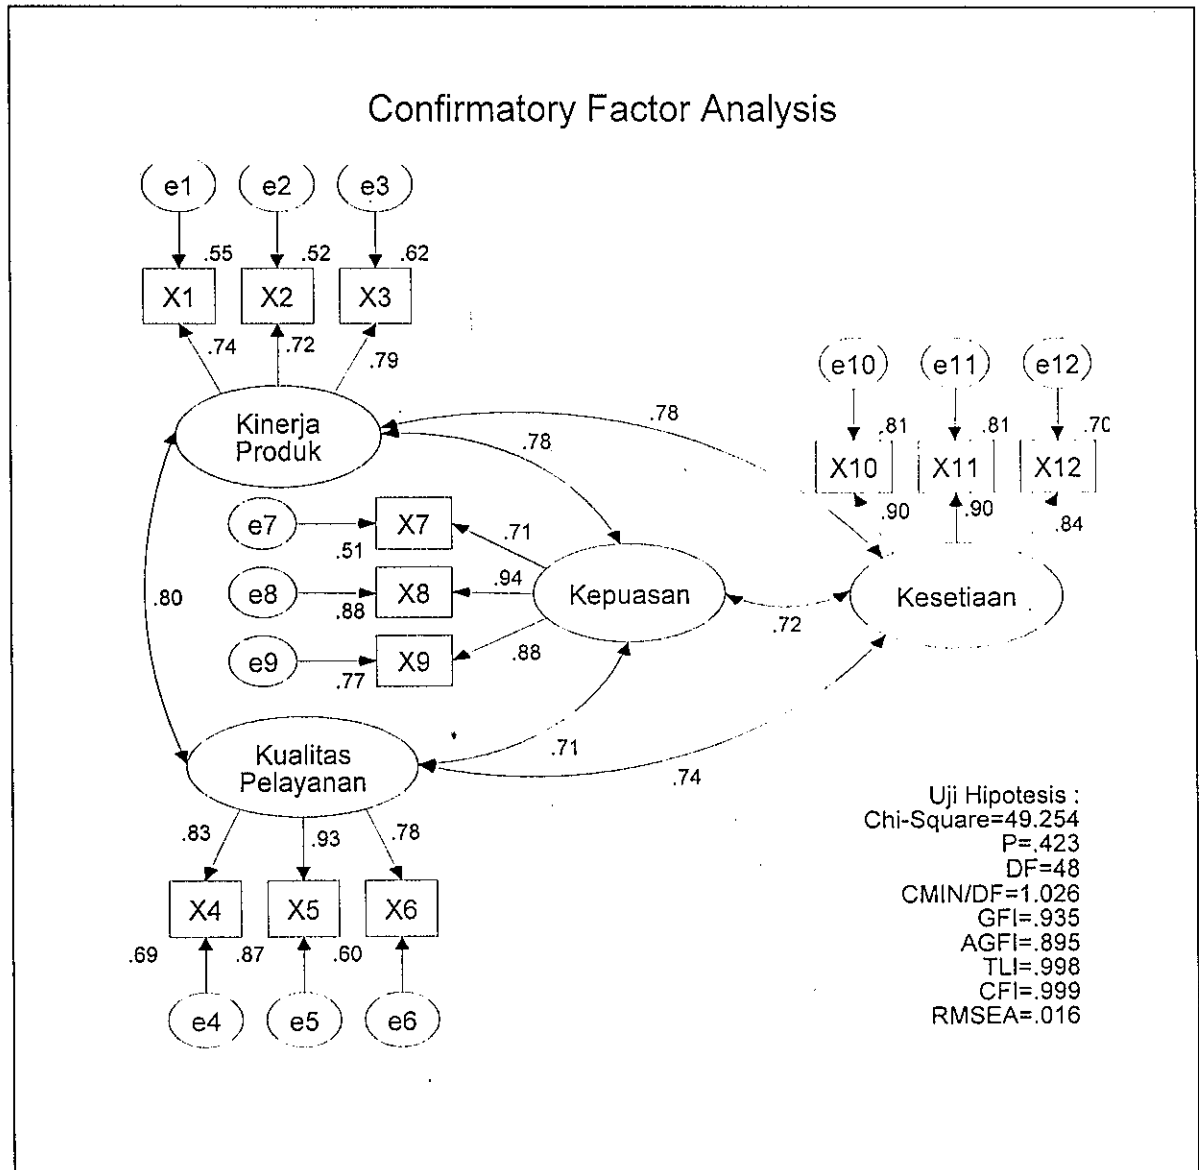 Confirmatory Factor Analysis
e1
e2
e3
.55
.52
.62
X1
X2
X3
.74
.72
.79
e10
e11
e12
Kinerja
Produk
.78
.78
.81
.81
.70
X10
X11
X12
.90
.90
.84
e7
X7
.71
.51
e8
X8
.94
.88
e9
X9
.88
.77
Kepuasan
Kesetiaan
.80
.72
Kualitas
Pelayanan
.71
.74
.83
.93
.78
X4
X5
X6
.69
.87
.60
e4
e5
e6
Uji Hipotesis :
Chi-Square=49.254
P=.423
DF=48
CMIN/DF=1.026
GFI=.935
AGFI=.895
TLI=.998
CFI=.999
RMSEA=.016